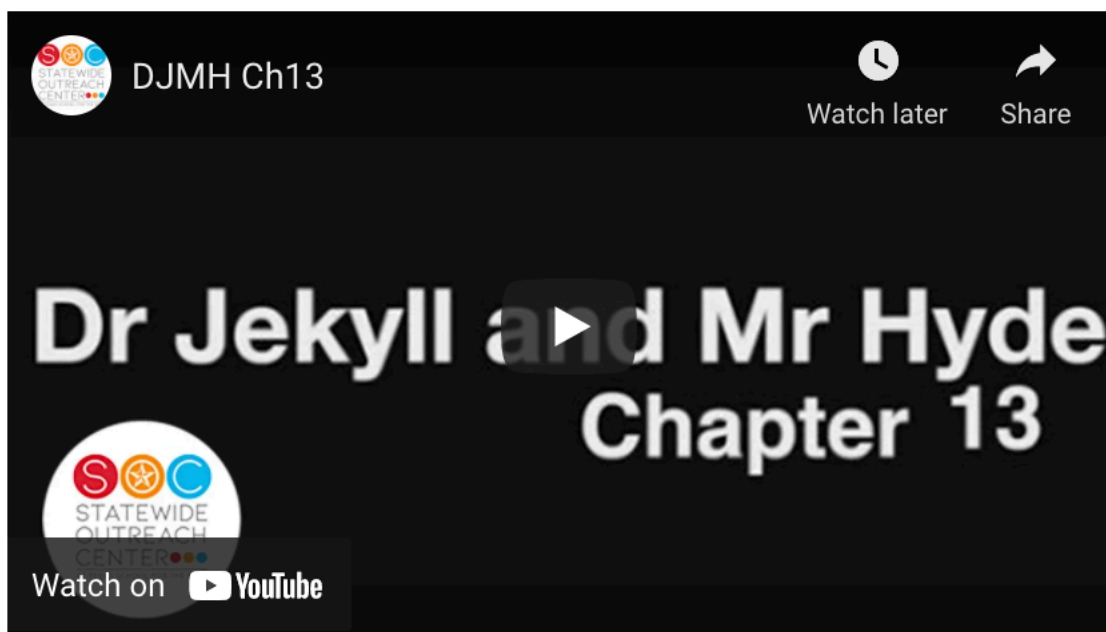 SOC
STATEWIDE
OUTREACH
CENTER
DJMH Ch13
Watch later
Share
Dr Jekyll and Mr Hyde
Chapter 13
SOC
STATEWIDE
OUTREACH
CENTER
Watch on YouTube